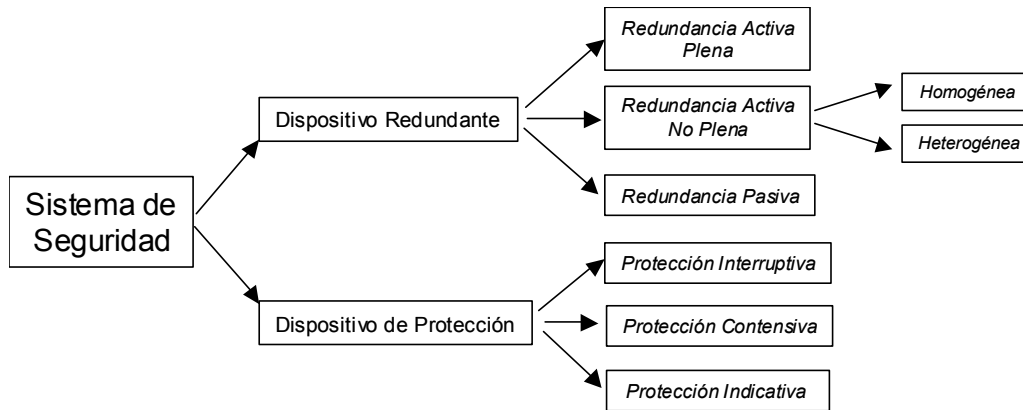 Sistema de
Seguridad
Dispositivo Redundante
Redundancia Activa
Plena
Redundancia Activa
No Plena
Homogénea
Heterogénea
Redundancia Pasiva
Dispositivo de Protección
Protección Interruptiva
Protección Contensiva
Protección Indicativa